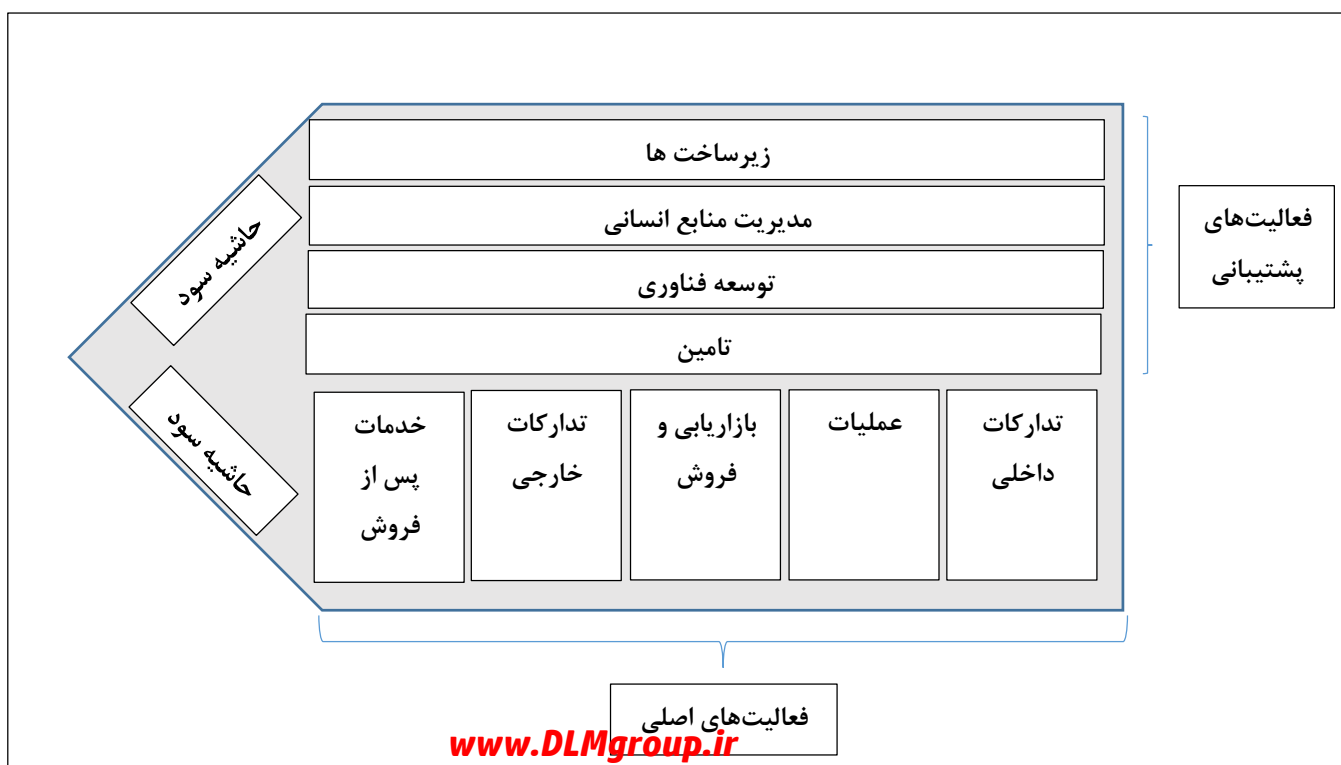 زیرساخت ها
مدیریت منابع انسانی
توسعه فناوری
تامین
فعالیت‌های
پشتیبانی
حاشیه سود
حاشیه سود
تدارکات
داخلی
عملیات
بازاریابی و
فروش
تدارکات
خارجی
خدمات
پس از
فروش
فعالیت‌های اصلی
www.DLMgroup.ir